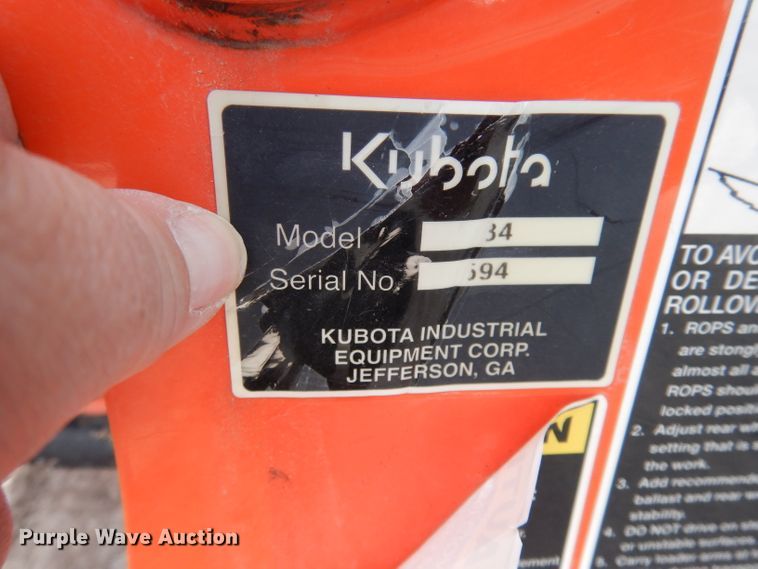 Kubota
Model 34
Serial No 594
KUBOTA INDUSTRIAL
EQUIPMENT CORP.
JEFFERSON, GA
N
TO AVO
OR DE
ROLLOV
1. ROPS an
are strong
almost all a
ROPS shoul
locked positi
2. Adjust rear wh
setting that is s
the work.
3. Add recommende
ballast and rear w
stability.
4. DO NOT drive on
or unstable surfaces.
5. Carry loader arms at
ement
Purple Wave Auction